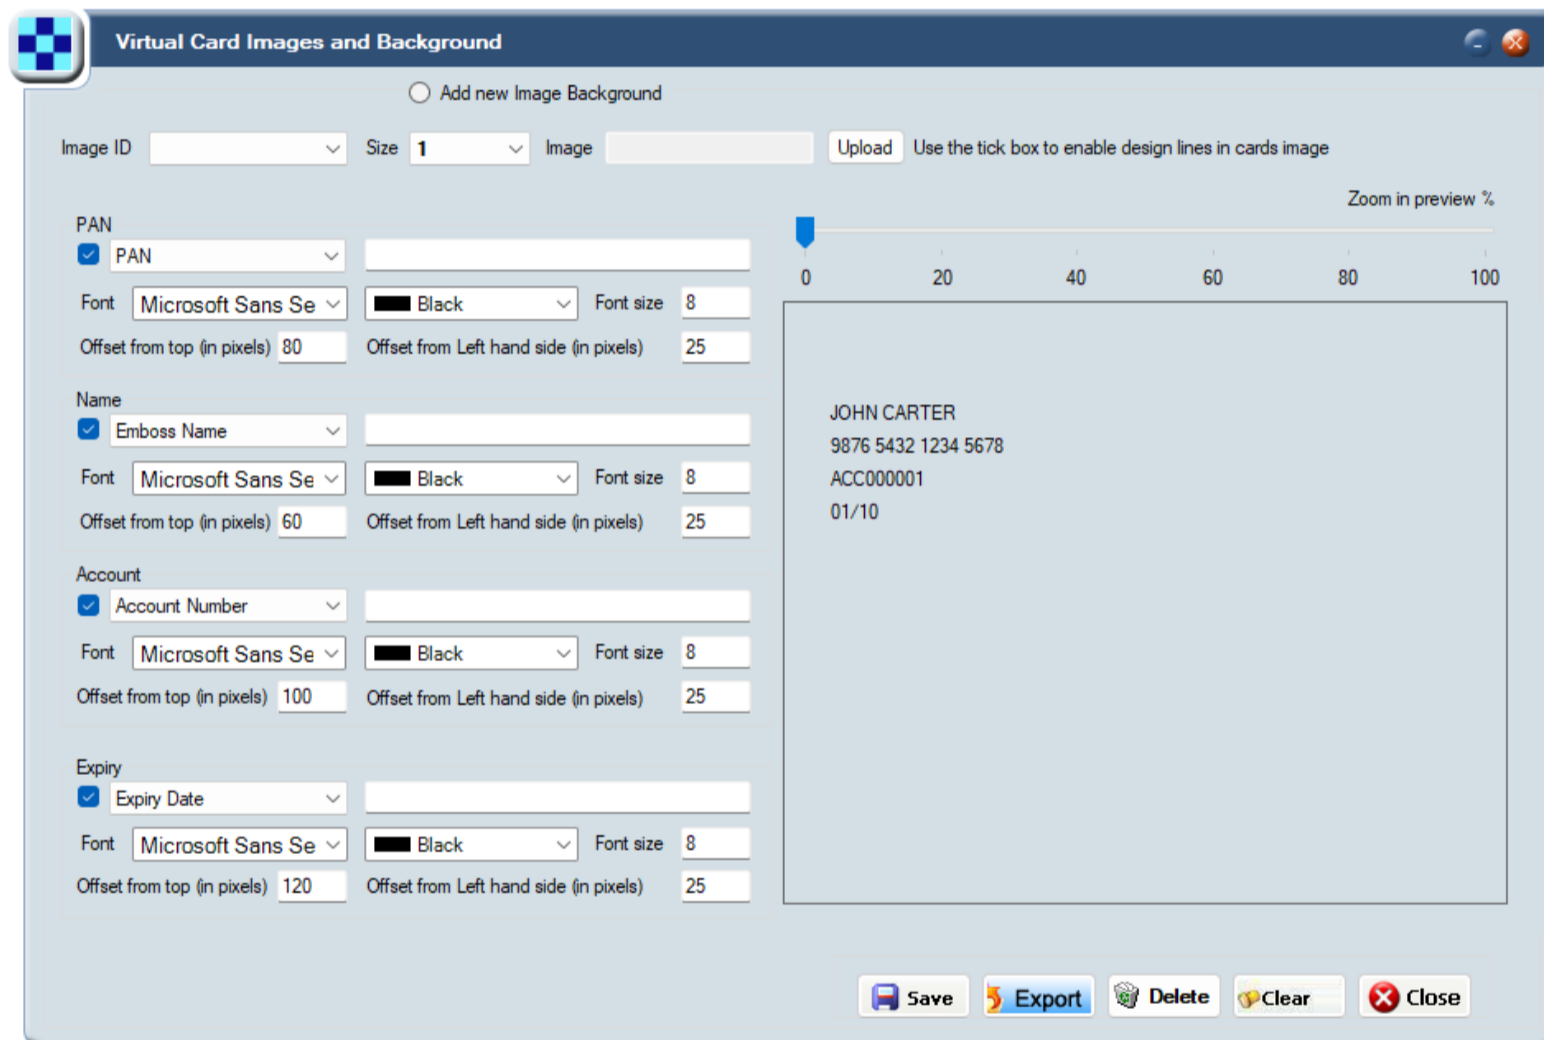 Virtual Card Images and Background
Add new Image Background
Image ID Size 1 Image Upload Use the tick box to enable design lines in cards image
Zoom in preview %
0 20 40 60 80 100
PAN
PAN
Font Microsoft Sans Se Black Font size 8
Offset from top (in pixels) 80 Offset from Left hand side (in pixels) 25
Name
Emboss Name
Font Microsoft Sans Se Black Font size 8
Offset from top (in pixels) 60 Offset from Left hand side (in pixels) 25
Account
Account Number
Font Microsoft Sans Se Black Font size 8
Offset from top (in pixels) 100 Offset from Left hand side (in pixels) 25
Expiry
Expiry Date
Font Microsoft Sans Se Black Font size 8
Offset from top (in pixels) 120 Offset from Left hand side (in pixels) 25
JOHN CARTER
9876 5432 1234 5678
ACC000001
01/10
Save Export Delete Clear Close